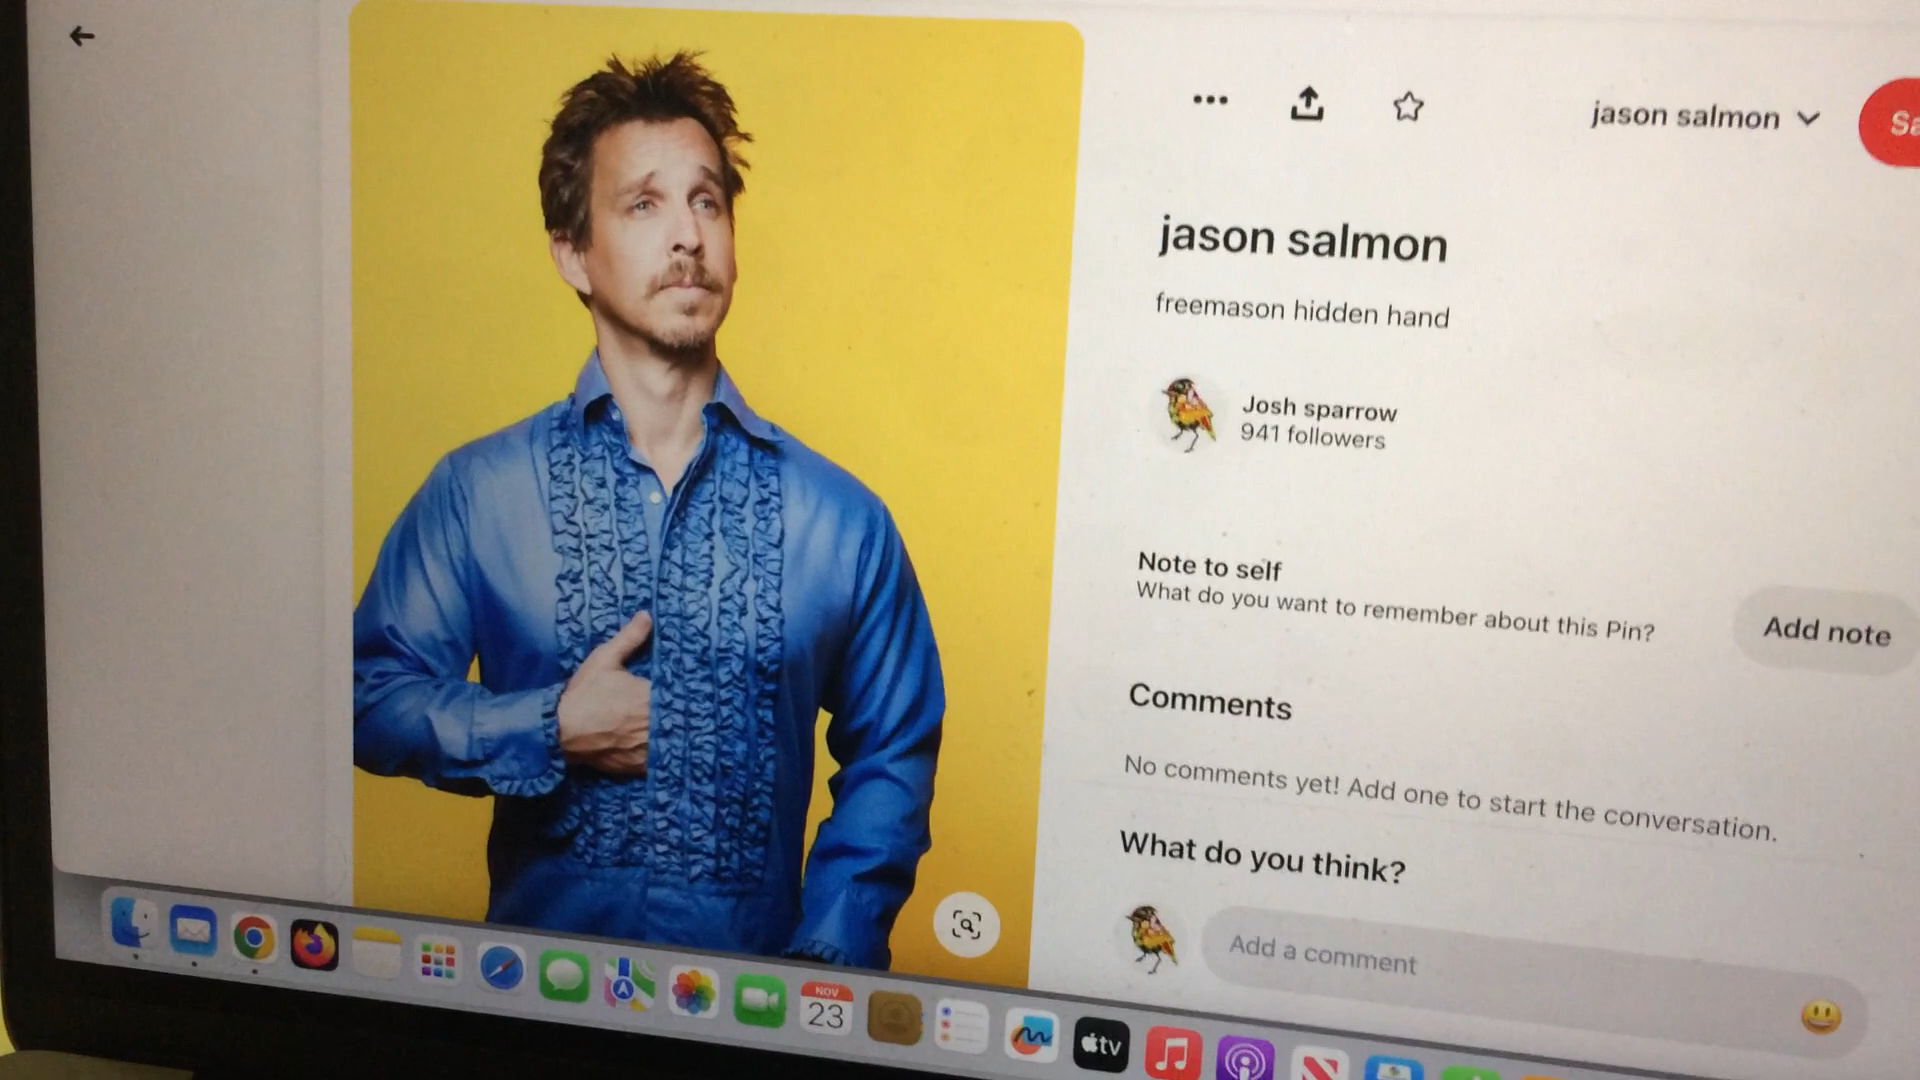 jason salmon
Sa
jason salmon
freemason hidden hand
Josh sparrow
941 followers
Note to self
What do you want to remember about this Pin?
Add note
Comments
No comments yet! Add one to start the conversation.
What do you think?
Add a comment
NOV
23
tv